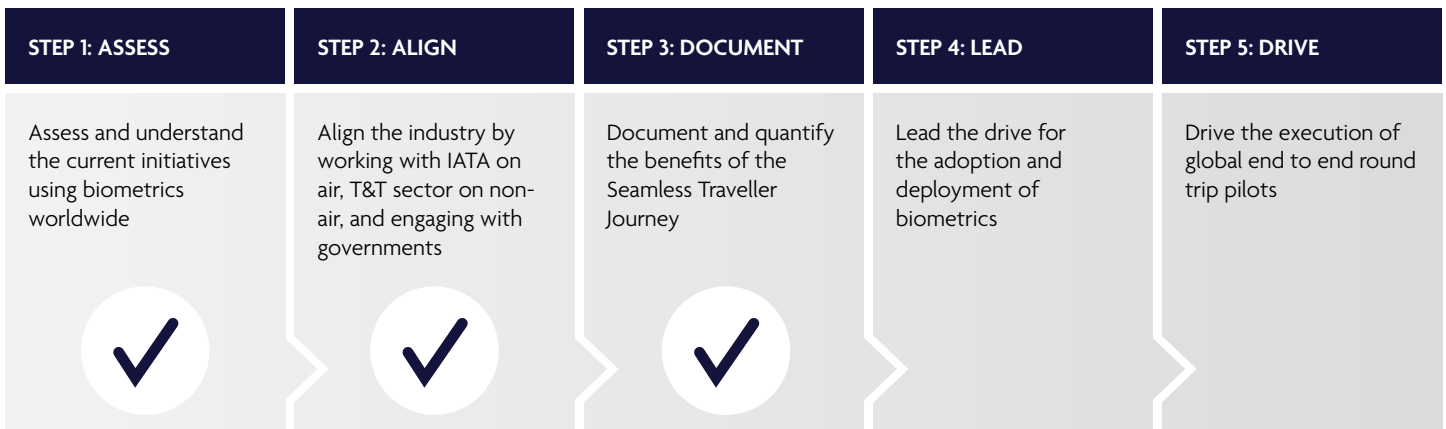 STEP 1: ASSESS
Assess and understand
the current initiatives
using biometrics
worldwide
STEP 2: ALIGN
Align the industry by
working with IATA on
air, T&T sector on non-
air, and engaging with
governments
STEP 3: DOCUMENT
Document and quantify
the benefits of the
Seamless Traveller
Journey
STEP 4: LEAD
Lead the drive for
the adoption and
deployment of
biometrics
STEP 5: DRIVE
Drive the execution of
global end to end round
trip pilots